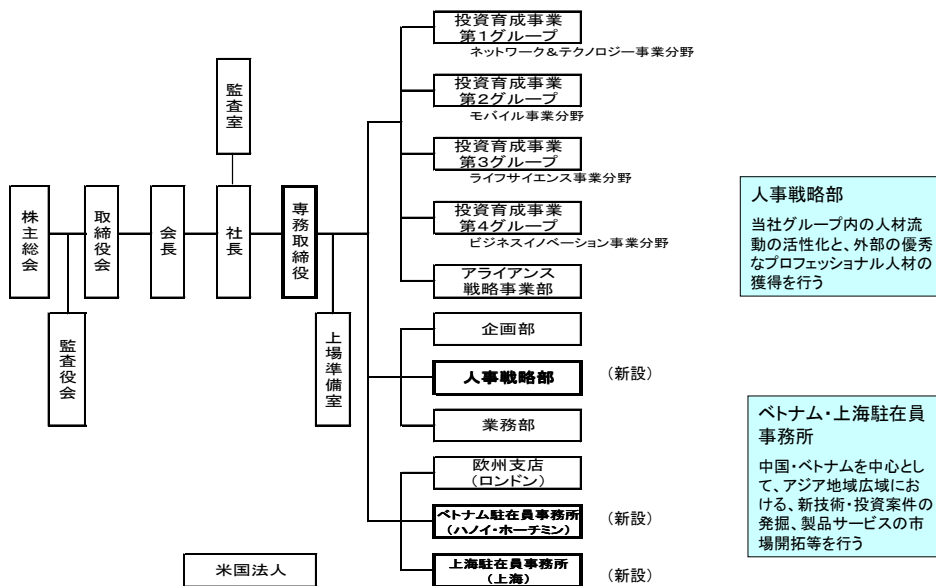 株主総会
監査役会
取締役会
会長
監査室
社長
専務取締役
上場準備室
投資育成事業
第1グループ
ネットワーク＆テクノロジー事業分野
投資育成事業
第2グループ
モバイル事業分野
投資育成事業
第3グループ
ライフサイエンス事業分野
投資育成事業
第4グループ
ビジネスイノベーション事業分野
アライアンス
戦略事業部
企画部
人事戦略部
（新設）
業務部
欧州支店
（ロンドン）
ベトナム駐在員事務所
（ハノイ・ホーチミン）
（新設）
上海駐在員事務所
（上海）
（新設）
米国法人
人事戦略部
当社グループ内の人材流
動の活性化と、外部の優秀
なプロフェッショナル人材の
獲得を行う
ベトナム・上海駐在員
事務所
中国・ベトナムを中心とし
て、アジア地域広域にお
ける、新技術・投資案件の
発掘、製品サービスの市
場開拓等を行う